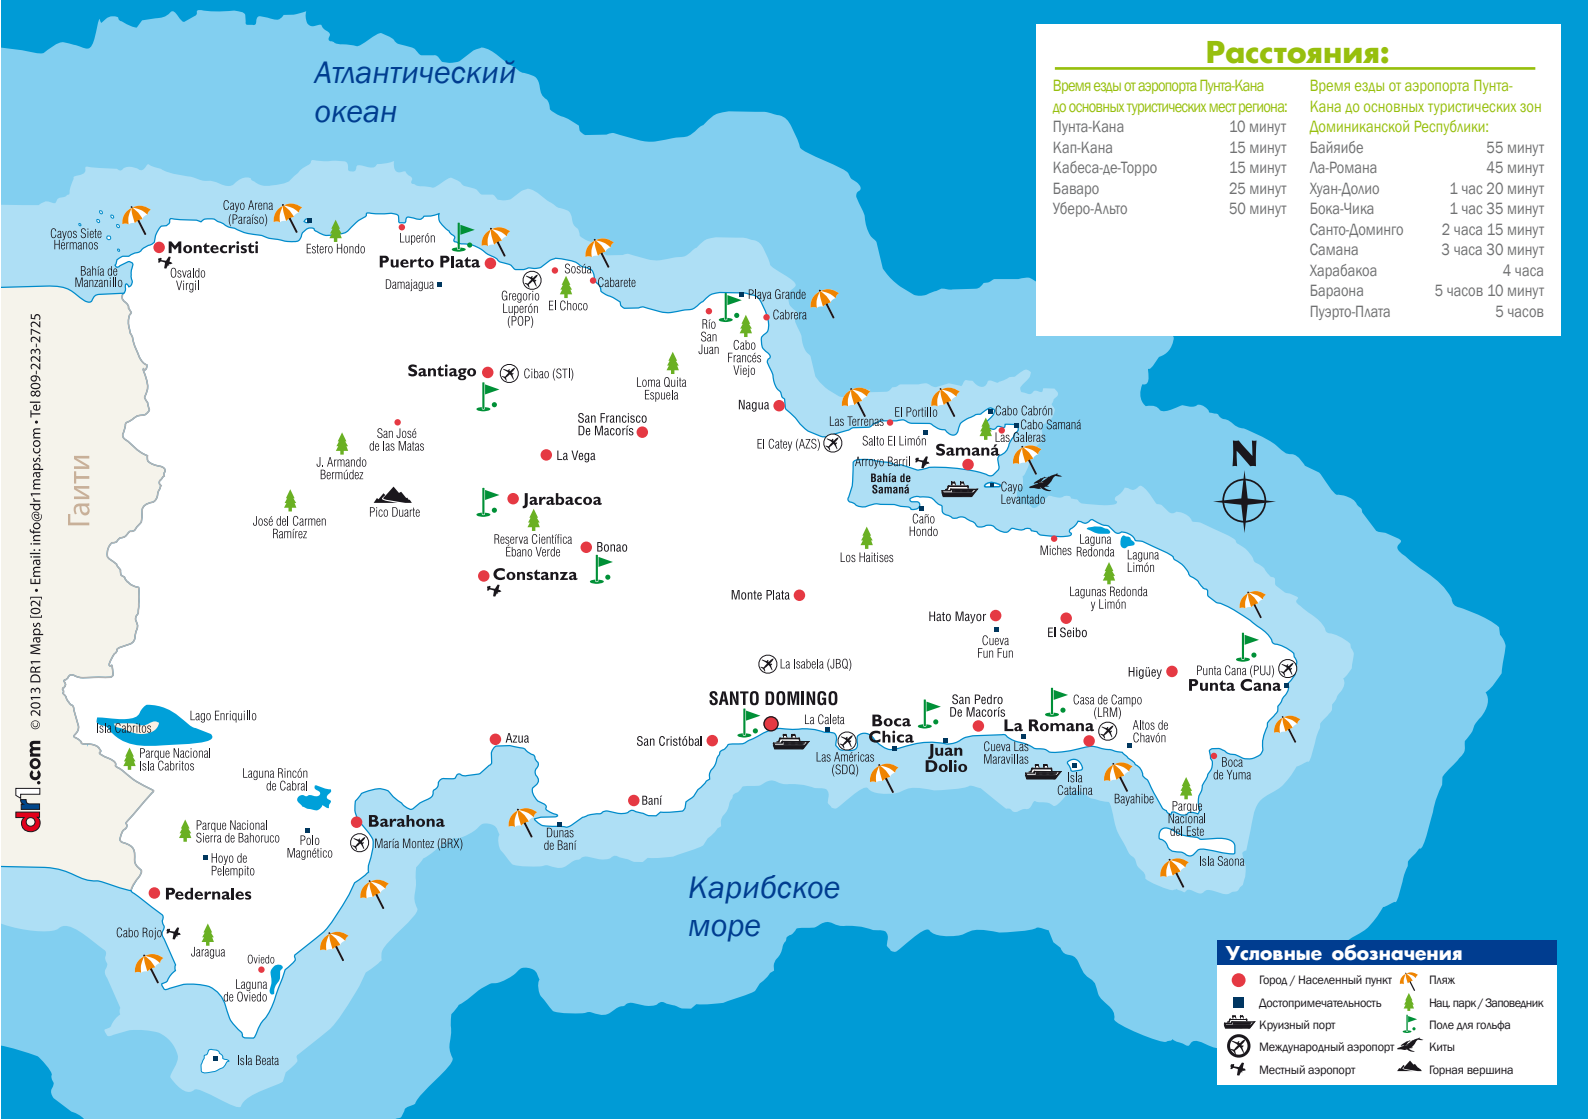 Атлантический
океан
Расстояния:
Время езды от аэропорта Пунта-Кана
до основных туристических мест региона:
Пунта-Кана 10 минут
Кап-Кана 15 минут
Кабеса-де-Торро 15 минут
Баваро 25 минут
Уберо-Альто 50 минут
Время езды от аэропорта Пунта-
Кана до основных туристических зон
Доминиканской Республики:
Байяибе 55 минут
Ла-Романа 45 минут
Хуан-Долио 1 час 20 минут
Бока-Чика 1 час 35 минут
Санто-Доминго 2 часа 15 минут
Самана 3 часа 30 минут
Харабакоа 4 часа
Бараона 5 часов 10 минут
Пуэрто-Плата 5 часов
Cayos Siete
Hermanos
Cayo Arena
(Paraíso)
Montecristi
Osvaldo
Virgil
Bahía de
Manzanillo
Estero Hondo
Luperón
Puerto Plata
Damajagua
Gregorio
Luperón
(POP)
Sosúa
El Choco
Cabarete
Playa Grande
Cabrera
Río
San
Juan
Cabo
Francés
Viejo
Santiago
Cibao (STI)
Loma Quita
Espuela
San Francisco
De Macorís
Nagua
San José
de las Matas
La Vega
J. Armando
Bermúdez
Jarabacoa
Pico Duarte
José del Carmen
Ramírez
Reserva Científica
Ébano Verde
Bonao
Constanza
El Catey (AZS)
Las Terrenas
El Portillo
Salto El Limón
Cabo Cabrón
Cabo Samaná
Las Galeras
Samaná
Arroyo Barril
Bahía de
Samaná
Cayo
Levantado
Caño
Hondo
Los Haitises
Miches
Laguna
Redonda
Laguna
Limón
Lagunas Redonda
y Limón
Monte Plata
Hato Mayor
Cueva
Fun Fun
El Seibo
Higüey
Punta Cana (PUJ)
Punta Cana
La Isabela (JBQ)
SANTO DOMINGO
La Caleta
Las Américas
(SDQ)
Boca
Chica
Juan
Dolio
San Pedro
De Macorís
La Romana
Cueva Las
Maravillas
Casa de Campo
(LRM)
Altos de
Chavón
Isla
Catalina
Bayahibe
Boca
de Yuma
Parque
Nacional
del Este
Isla Saona
San Cristóbal
Azua
Baní
Dunas
de Baní
Lago Enriquillo
Isla Cabritos
Parque Nacional
Isla Cabritos
Laguna Rincón
de Cabral
Parque Nacional
Sierra de Bahoruco
Polo
Magnético
Hoyo de
Pelempito
Barahona
María Montez (BRX)
Pedernales
Cabo Rojo
Jaragua
Oviedo
Laguna
de Oviedo
Isla Beata
Карибское
море
Гаити
N
dr1.com © 2013 DR1 Maps [02] • Email: info@dr1maps.com • Tel 809-223-2725
Условные обозначения
Город / Населенный пункт
Достопримечательность
Круизный порт
Международный аэропорт
Местный аэропорт
Пляж
Нац. парк / Заповедник
Поле для гольфа
Киты
Горная вершина